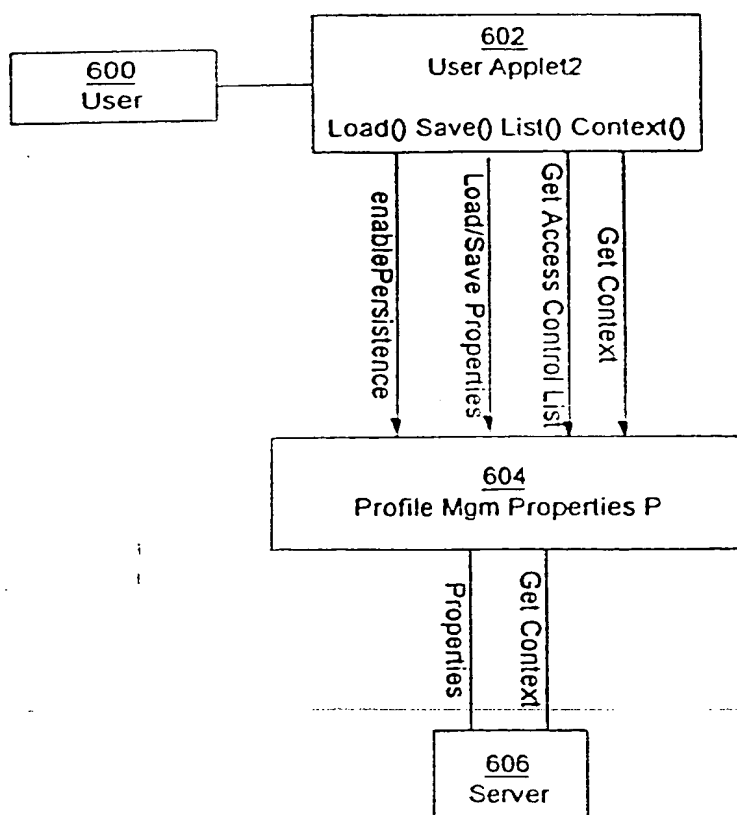 602
User Applet2
600
User
Load() Save() List() Context()
enablePersistence
Load/Save Properties
Get Access Control List
Get Context
604
Profile Mgm Properties P
Properties
Get Context
606
Server